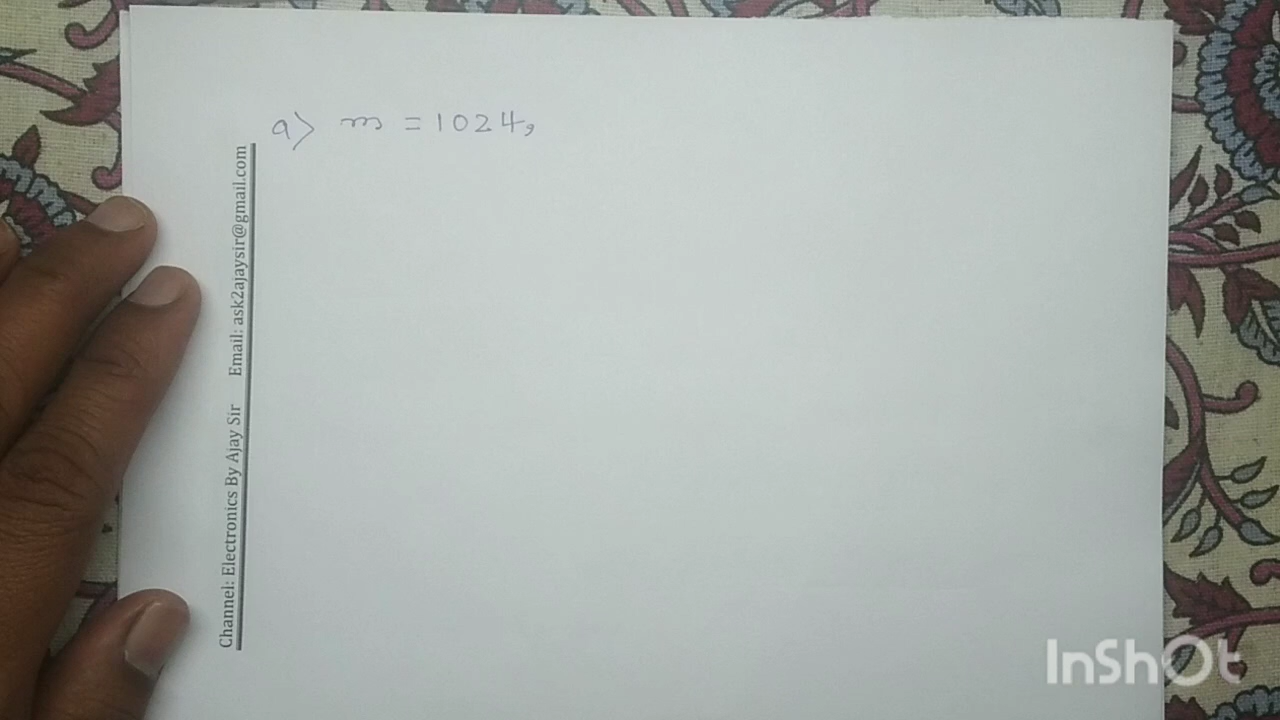 a> m = 1024,
Channel: Electronics By Ajay Sir Email: ask2ajaysir@gmail.com
InShOt